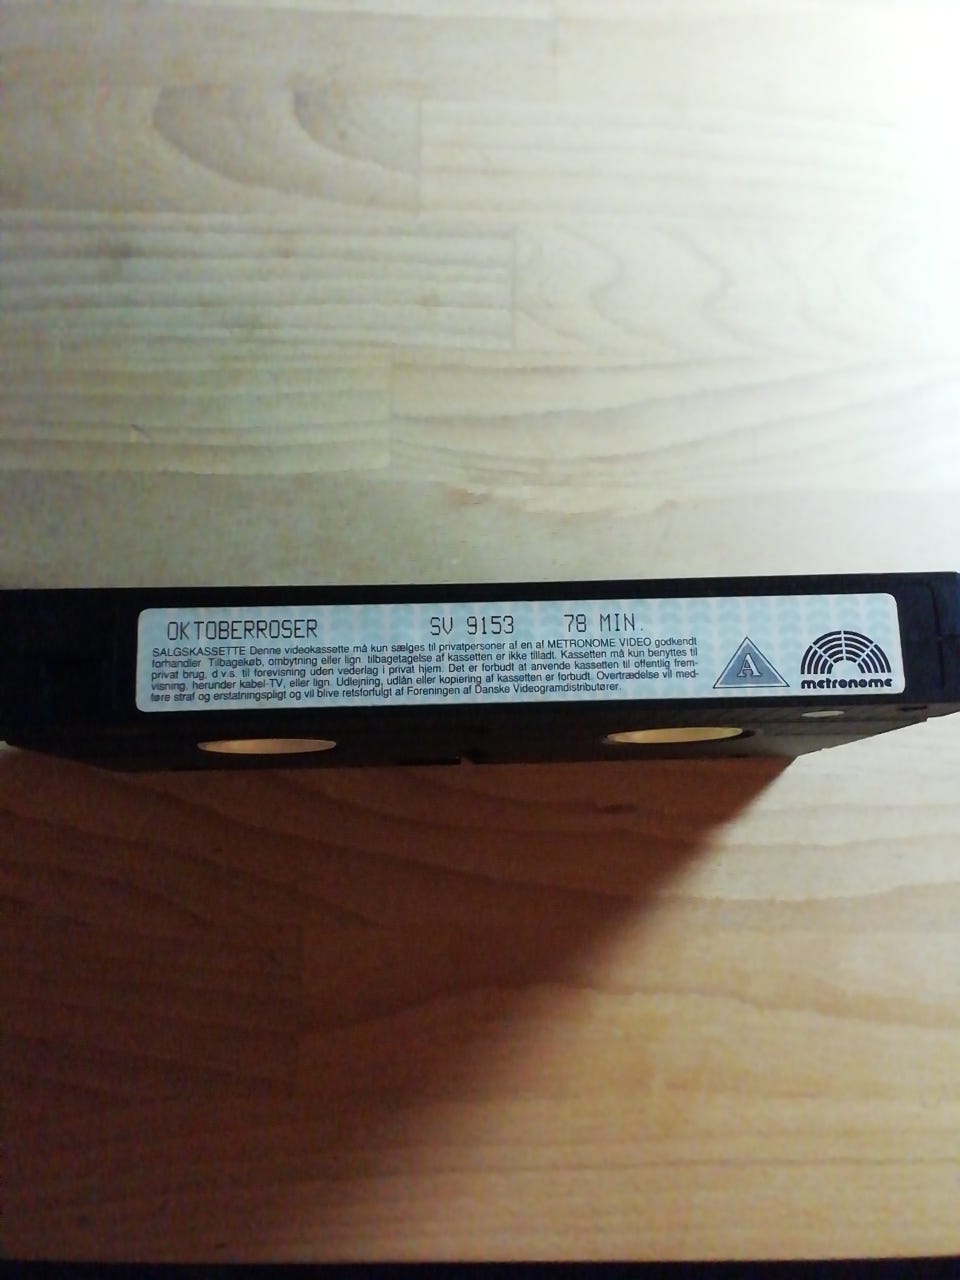 OKTOBERROSER SV 9153 78 MIN.
SALGSKASSETTE Denne videokassette må kun sælges til privatpersoner af en af METRONOME VIDEO godkendt
forhandler. Tilbagekøb, ombytning eller lign. tilbagetagelse af kassetten er ikke tilladt. Kassetten må kun benyttes til
privat brug, d.v.s. til forevisning uden vederlag i privat hjem. Det er forbudt at anvende kassetten til offentlig frem-
visning, herunder kabel-TV, eller lign. Udlejning, udlån eller kopiering af kassetten er forbudt. Overtrædelse vil med-
føre straf og erstatningspligt og vil blive retsforfulgt af Foreningen af Danske Videogramdistributører.
A
metronome